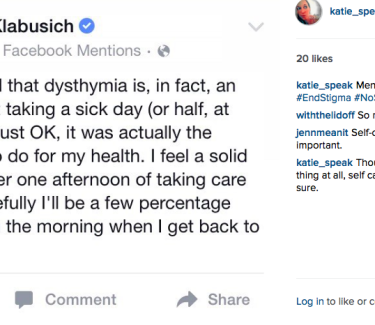 Klabusich
Facebook Mentions ·
that dysthymia is, in fact, an
taking a sick day (or half, at
ust OK, it was actually the
do for my health. I feel a solid
er one afternoon of taking care
efully I'll be a few percentage
the morning when I get back to
Comment Share
katie_spe
20 likes
katie_speak Men
#EndStigma #NoS
withthelidoff So
jennmeanit Self-c
important.
katie_speak Thou
thing at all, self ca
sure.
Log in to like or c